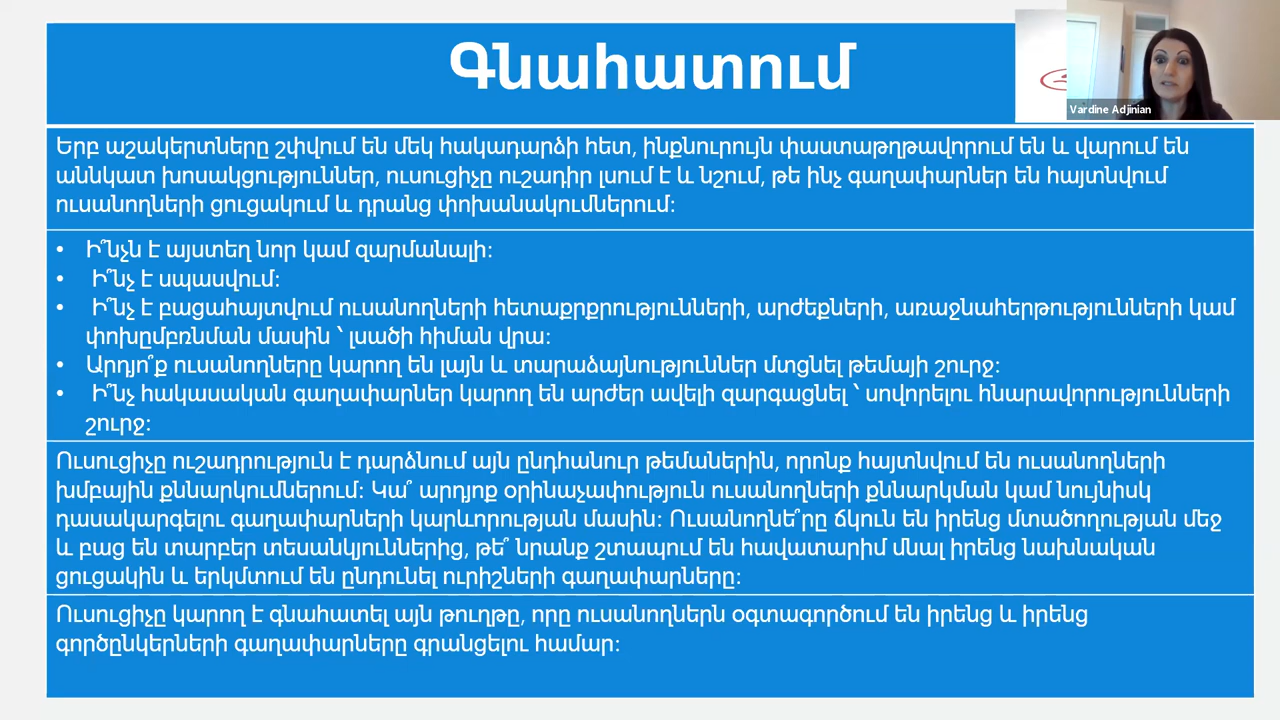 Գնահատում
Vardine Adjinian
Երբ աշակերտները շփվում են մեկ հակադարձի հետ, ինքնուրույն փաստաթղթավորում են և վարում են
աննկատ խոսակցություններ, ուսուցիչը ուշադիր լսում է և նշում, թե ինչ գաղափարներ են հայտնվում
ուսանողների ցուցակում և դրանց փոխանակումներում:
• Ի՞նչն է այստեղ նոր կամ զարմանալի:
• Ի՞նչ է սպասվում:
• Ի՞նչ է բացահայտվում ուսանողների հետաքրքրությունների, արժեքների, առաջնահերթությունների կամ
փոխըմբռնման մասին ՝ լսածի հիման վրա:
• Արդյո՞ք ուսանողները կարող են լայն և տարաձայնություններ մտցնել թեմայի շուրջ:
• Ի՞նչ հակասական գաղափարներ կարող են արժեր ավելի զարգացնել ՝ սովորելու հնարավորությունների
շուրջ:
Ուսուցիչը ուշադրություն է դարձնում այն ընդհանուր թեմաներին, որոնք հայտնվում են ուսանողների
խմբային քննարկումներում: Կա՞ արդյոք օրինաչափություն ուսանողների քննարկման կամ նույնիսկ
դասակարգելու գաղափարների կարևորության մասին: Ուսանողնե՞րը ճկուն են իրենց մտածողության մեջ
և բաց են տարբեր տեսանկյուններից, թե՞ նրանք շտապում են հավատարիմ մնալ իրենց նախնական
ցուցակին և երկմտում են ընդունել ուրիշների գաղափարները:
Ուսուցիչը կարող է գնահատել այն թուղթը, որը ուսանողներն օգտագործում են իրենց և իրենց
գործընկերների գաղափարները գրանցելու համար: